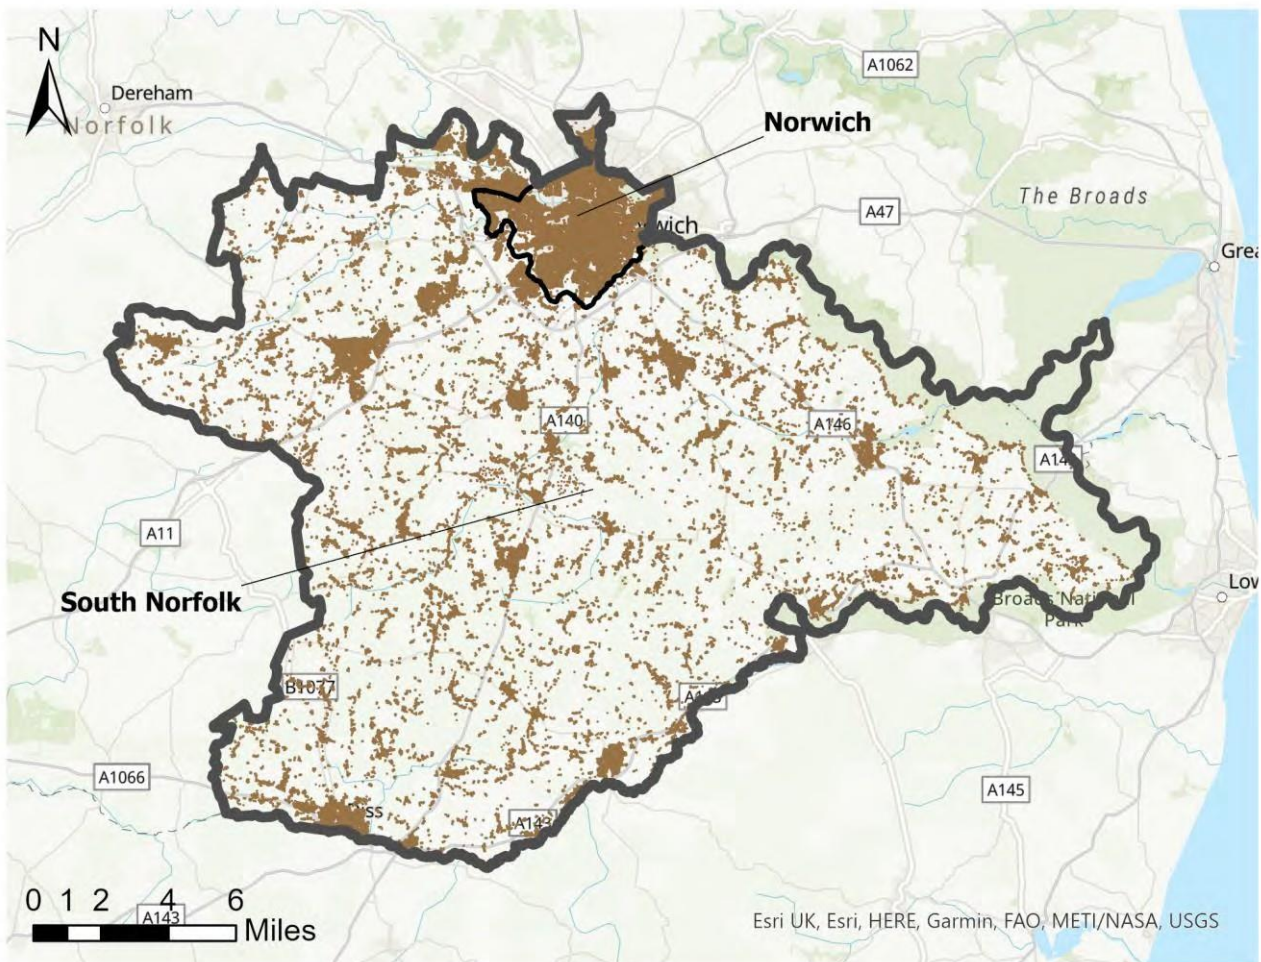 N
Dereham
Norfolk
A1062
Norwich
The Broads
A47
wich
Grea
A140
A146
A14
A11
South Norfolk
Low
Broads National
Park
B1077
A1066
A145
ss
A143
0 1 2 4 6
A143
Miles
Esri UK, Esri, HERE, Garmin, FAO, METI/NASA, USGS